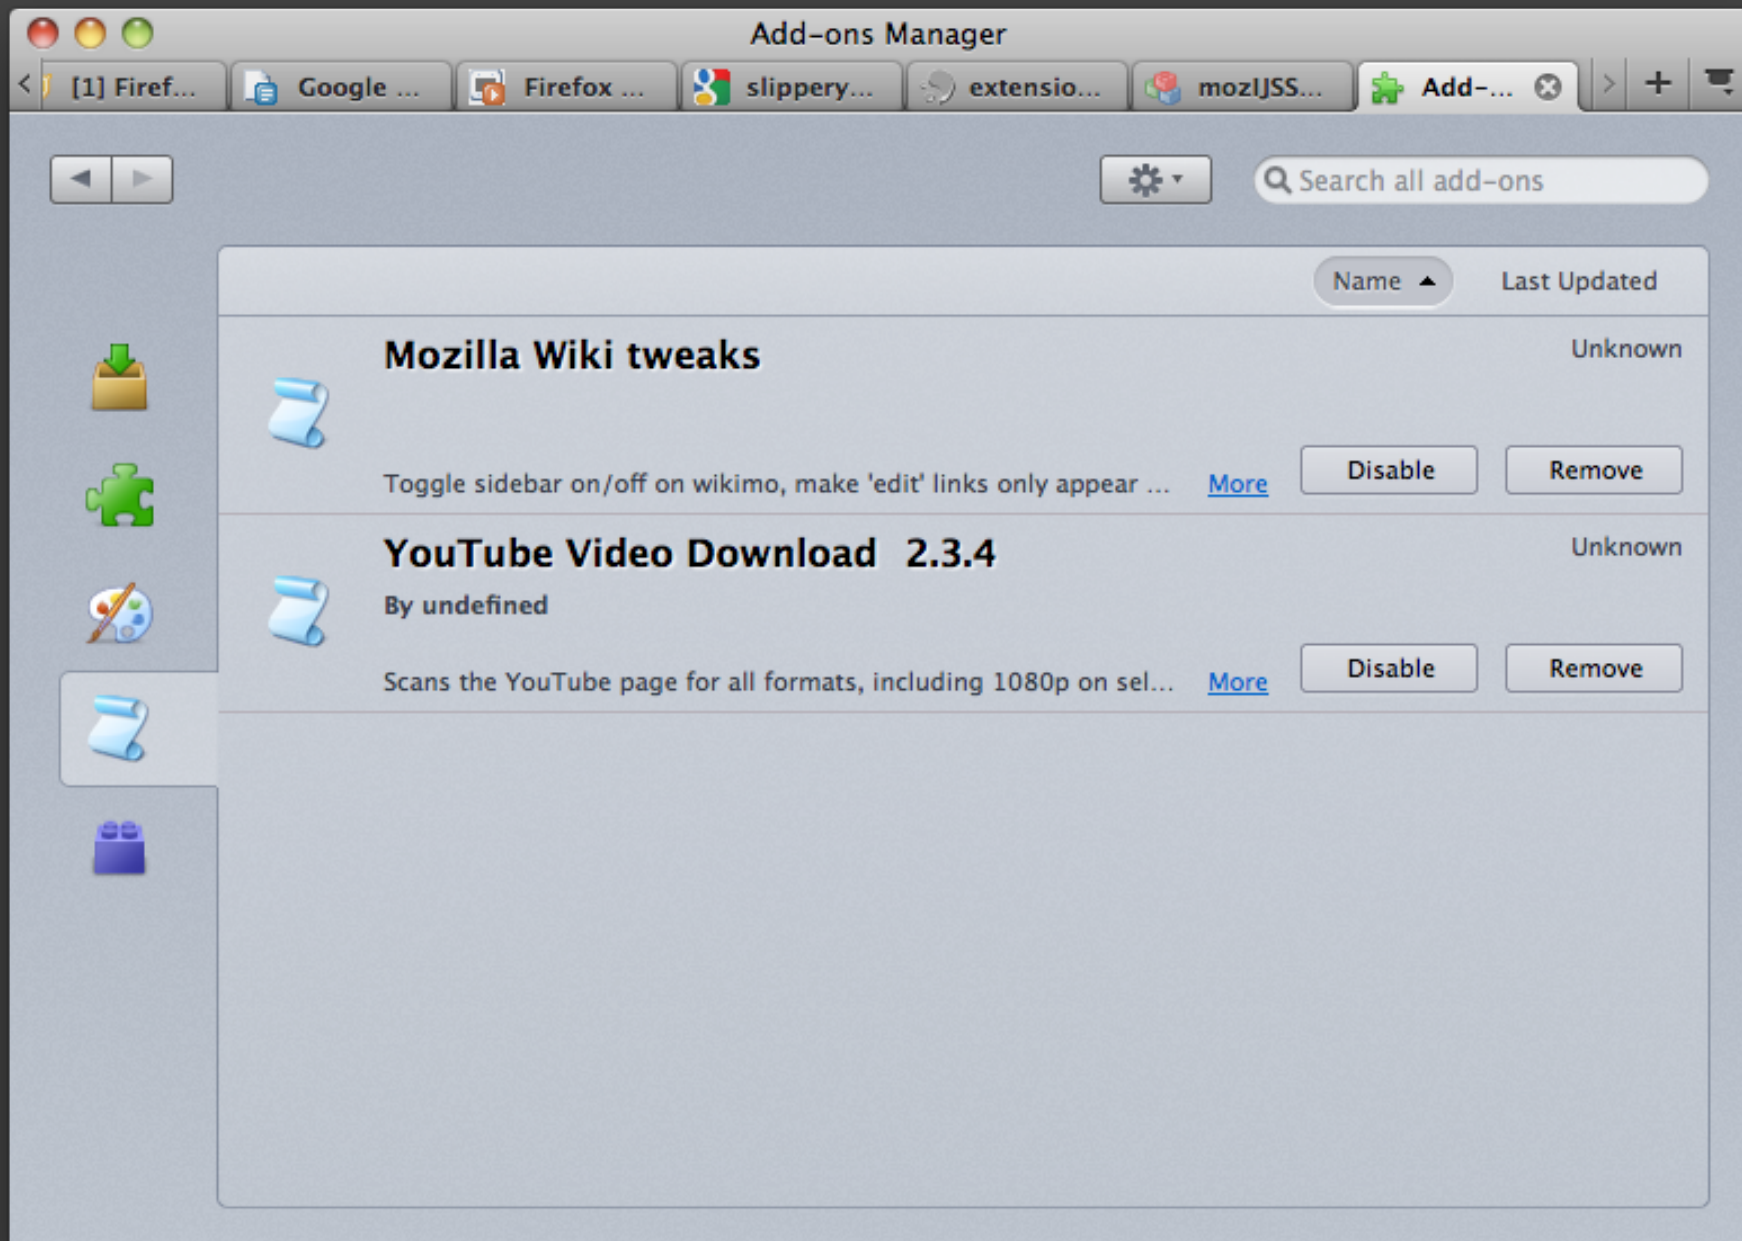 Add-ons Manager
[1] Firef...
Google ...
Firefox ...
slippery...
extensio...
mozIJSS...
Add-...
Search all add-ons
Name
Last Updated
Mozilla Wiki tweaks
Unknown
Toggle sidebar on/off on wikimo, make 'edit' links only appear ... More
Disable
Remove
YouTube Video Download 2.3.4
Unknown
By undefined
Scans the YouTube page for all formats, including 1080p on sel... More
Disable
Remove